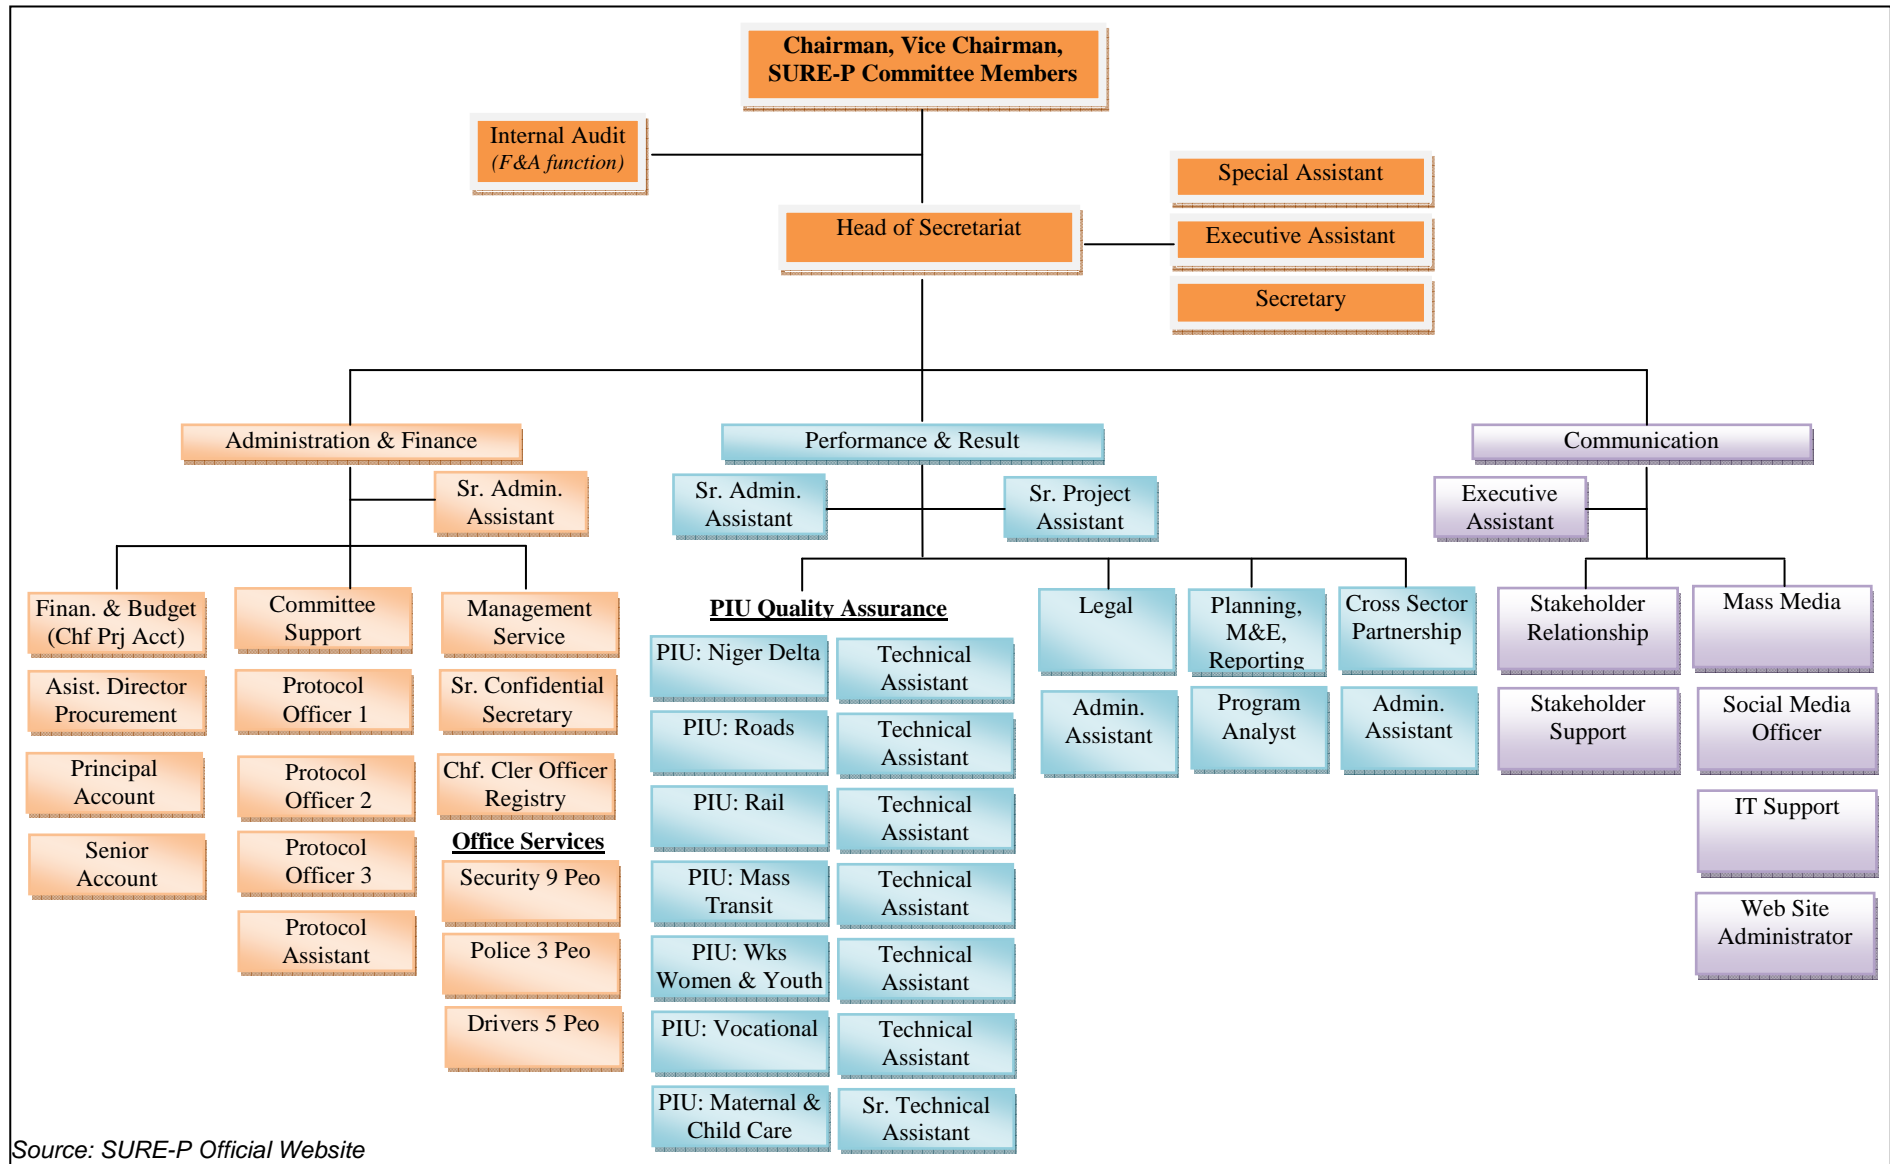 Chairman, Vice Chairman,
SURE-P Committee Members
Internal Audit
(F&A function)
Special Assistant
Head of Secretariat
Executive Assistant
Secretary
Administration & Finance
Performance & Result
Communication
Sr. Admin.
Assistant
Sr. Admin.
Assistant
Sr. Project
Assistant
Executive
Assistant
Finan. & Budget
(Chf Prj Acct)
Committee
Support
Management
Service
Asist. Director
Procurement
Protocol
Officer 1
Sr. Confidential
Secretary
Principal
Account
Protocol
Officer 2
Chf. Cler Officer
Registry
Senior
Account
Protocol
Officer 3
Protocol
Assistant
Office Services
Security 9 Peo
Police 3 Peo
Drivers 5 Peo
PIU Quality Assurance
PIU: Niger Delta
Technical
Assistant
PIU: Roads
Technical
Assistant
PIU: Rail
Technical
Assistant
PIU: Mass
Transit
Technical
Assistant
PIU: Wks
Women & Youth
Technical
Assistant
PIU: Vocational
Technical
Assistant
PIU: Maternal &
Child Care
Sr. Technical
Assistant
Legal
Planning,
M&E,
Reporting
Cross Sector
Partnership
Admin.
Assistant
Program
Analyst
Admin.
Assistant
Stakeholder
Relationship
Mass Media
Stakeholder
Support
Social Media
Officer
IT Support
Web Site
Administrator
Source: SURE-P Official Website